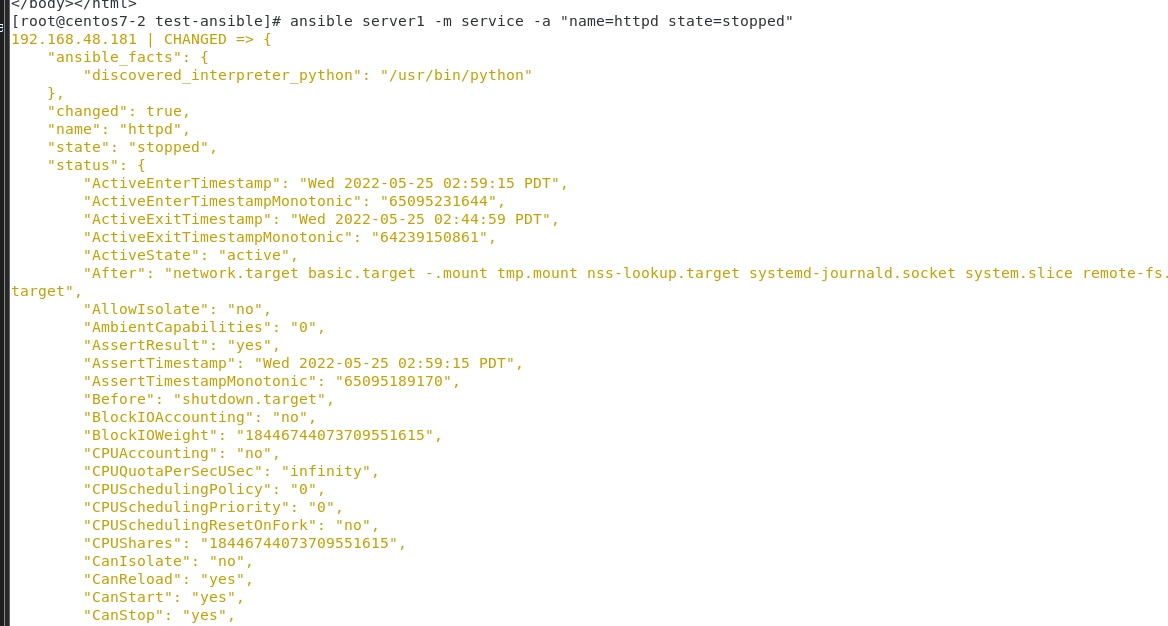 </body></html>
[root@centos7-2 test-ansible]# ansible server1 -m service -a "name=httpd state=stopped"
192.168.48.181 | CHANGED => {
    "ansible_facts": {
        "discovered_interpreter_python": "/usr/bin/python"
    },
    "changed": true,
    "name": "httpd",
    "state": "stopped",
    "status": {
        "ActiveEnterTimestamp": "Wed 2022-05-25 02:59:15 PDT",
        "ActiveEnterTimestampMonotonic": "65095231644",
        "ActiveExitTimestamp": "Wed 2022-05-25 02:44:59 PDT",
        "ActiveExitTimestampMonotonic": "64239150861",
        "ActiveState": "active",
        "After": "network.target basic.target -.mount tmp.mount nss-lookup.target systemd-journald.socket system.slice remote-fs.
target",
        "AllowIsolate": "no",
        "AmbientCapabilities": "0",
        "AssertResult": "yes",
        "AssertTimestamp": "Wed 2022-05-25 02:59:15 PDT",
        "AssertTimestampMonotonic": "65095189170",
        "Before": "shutdown.target",
        "BlockIOAccounting": "no",
        "BlockIOWeight": "18446744073709551615",
        "CPUAccounting": "no",
        "CPUQuotaPerSecUSec": "infinity",
        "CPUSchedulingPolicy": "0",
        "CPUSchedulingPriority": "0",
        "CPUSchedulingResetOnFork": "no",
        "CPUShares": "18446744073709551615",
        "CanIsolate": "no",
        "CanReload": "yes",
        "CanStart": "yes",
        "CanStop": "yes",